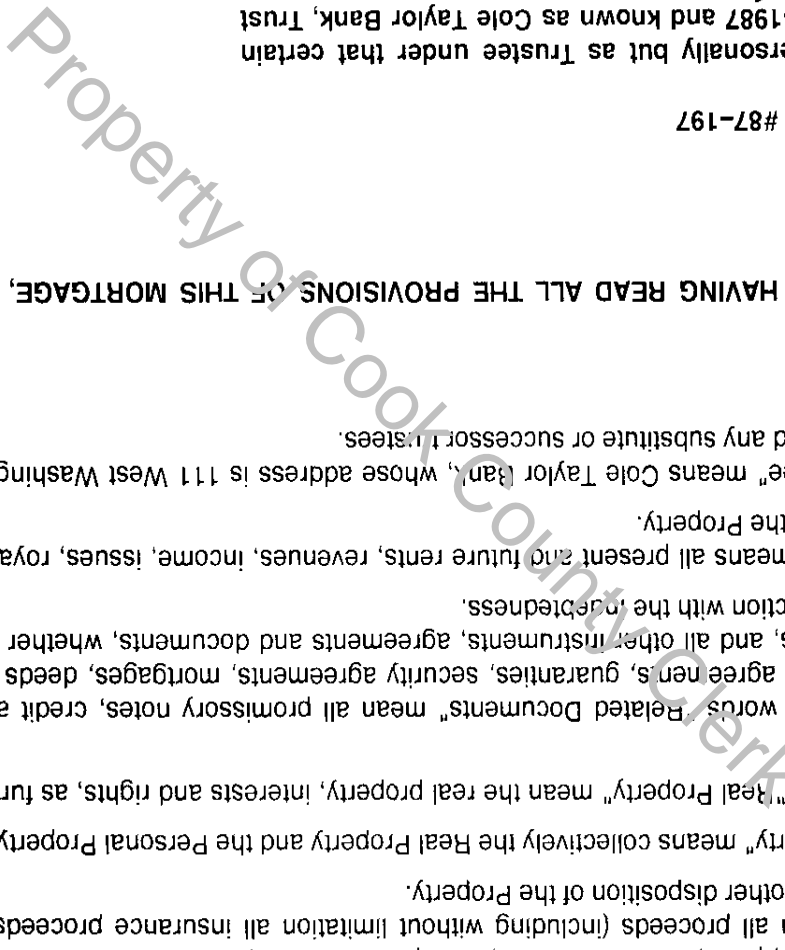 all proceeds (including without limitation all insurance proceeds
other disposition of the Property.
rty" means collectively the Real Property and the Personal Property
"Real Property" mean the real property, interests and rights, as fur
words "Related Documents" mean all promissory notes, credit a
agreements, guaranties, security agreements, mortgages, deeds
, and all other instruments, agreements and documents, whether
ction with the Indebtedness.
means all present and future rents, revenues, income, issues, roya
the Property.
ee" means Cole Taylor Bank, whose address is 111 West Washing
d any substitute or successor trustees.
HAVING READ ALL THE PROVISIONS OF THIS MORTGAGE,
#87-197
ersonally but as Trustee under that certain
1987 and known as Cole Taylor Bank, Trust
Property of Cook County Clerk